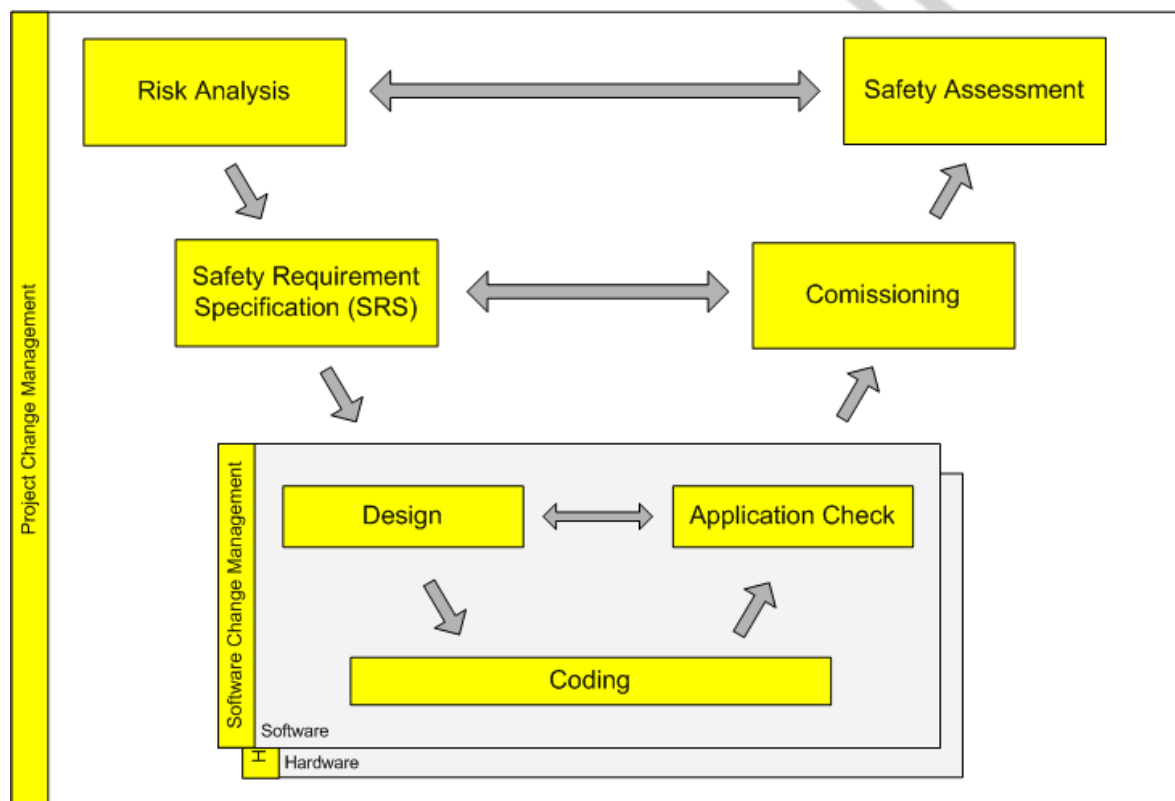 Project Change Management
Risk Analysis
Safety Assessment
Safety Requirement
Specification (SRS)
Comissioning
Software Change Management
Design
Application Check
Coding
Software
H
Hardware